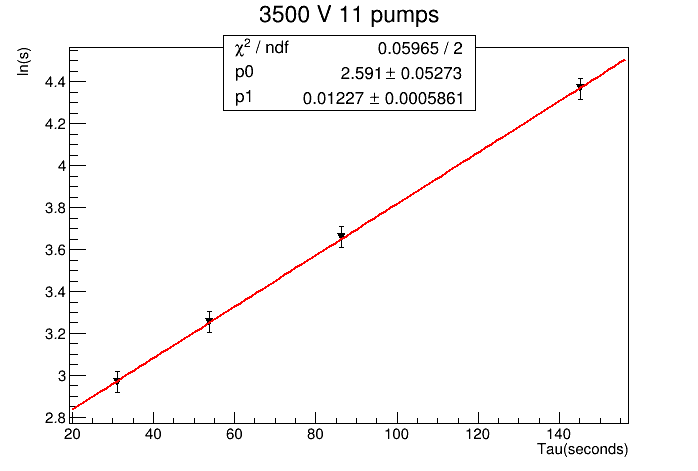 3500 V 11 pumps
χ² / ndf 0.05965 / 2
p0 2.591 ± 0.05273
p1 0.01227 ± 0.0005861
ln(s)
4.4
4.2
4
3.8
3.6
3.4
3.2
3
2.8
20 40 60 80 100 120 140
Tau(seconds)